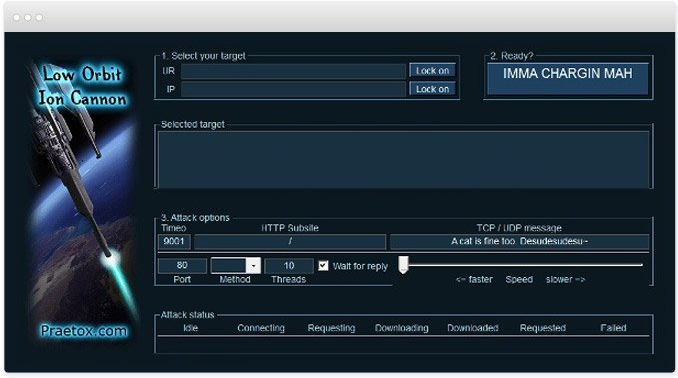 Low Orbit
Ion Cannon
Praetox.com
1. Select your target
URL
Lock on
IP
Lock on
2. Ready?
IMMA CHARGIN MAH
Selected target
3. Attack options
Timeo
HTTP Subsite
TCP / UDP message
9001
/
A cat is fine too. Desudesudesu~
80
10
Wait for reply
Port
Method
Threads
<= faster
Speed
slower =>
Attack status
Idle
Connecting
Requesting
Downloading
Downloaded
Requested
Failed